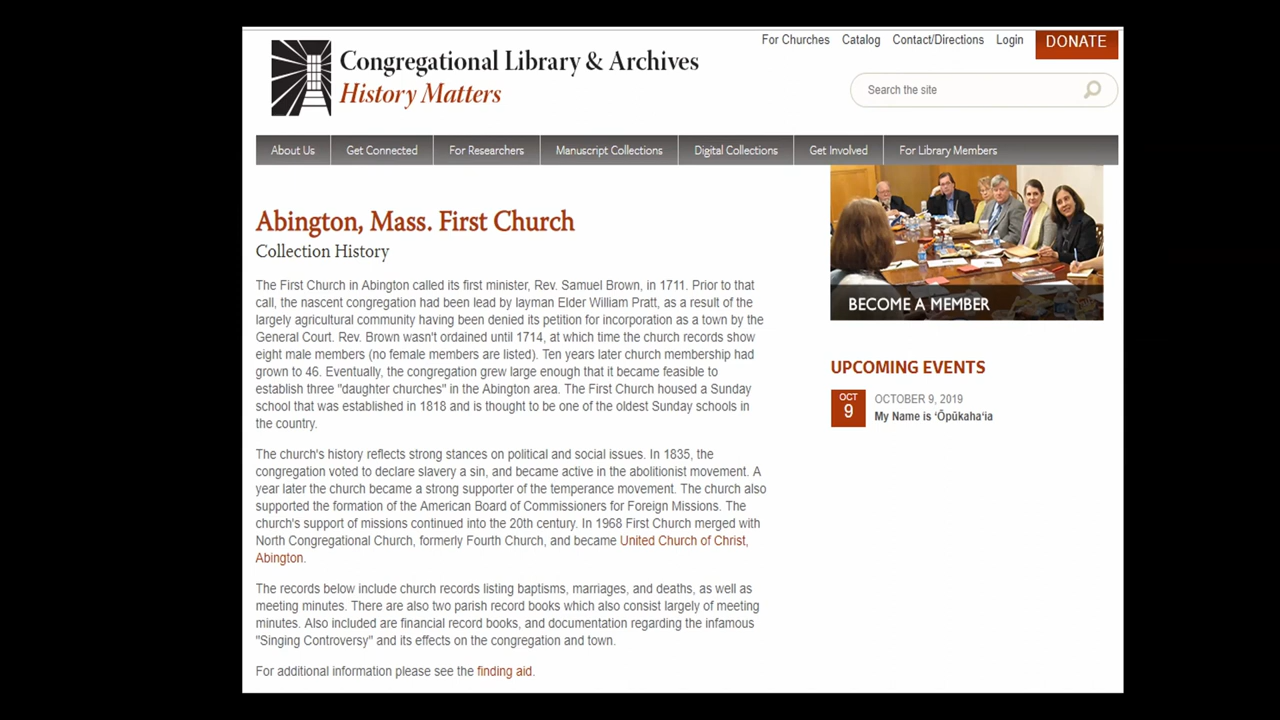 For Churches Catalog Contact/Directions Login DONATE
Congregational Library & Archives
History Matters
Search the site
About Us Get Connected For Researchers Manuscript Collections Digital Collections Get Involved For Library Members
Abington, Mass. First Church
Collection History
The First Church in Abington called its first minister, Rev. Samuel Brown, in 1711. Prior to that
call, the nascent congregation had been lead by layman Elder William Pratt, as a result of the
largely agricultural community having been denied its petition for incorporation as a town by the
General Court. Rev. Brown wasn't ordained until 1714, at which time the church records show
eight male members (no female members are listed). Ten years later church membership had
grown to 46. Eventually, the congregation grew large enough that it became feasible to
establish three "daughter churches" in the Abington area. The First Church housed a Sunday
school that was established in 1818 and is thought to be one of the oldest Sunday schools in
the country.
The church's history reflects strong stances on political and social issues. In 1835, the
congregation voted to declare slavery a sin, and became active in the abolitionist movement. A
year later the church became a strong supporter of the temperance movement. The church also
supported the formation of the American Board of Commissioners for Foreign Missions. The
church's support of missions continued into the 20th century. In 1968 First Church merged with
North Congregational Church, formerly Fourth Church, and became United Church of Christ,
Abington.
The records below include church records listing baptisms, marriages, and deaths, as well as
meeting minutes. There are also two parish record books which also consist largely of meeting
minutes. Also included are financial record books, and documentation regarding the infamous
"Singing Controversy" and its effects on the congregation and town.
For additional information please see the finding aid.
BECOME A MEMBER
UPCOMING EVENTS
OCT
9
OCTOBER 9, 2019
My Name is ʻŌpūkahaʻia